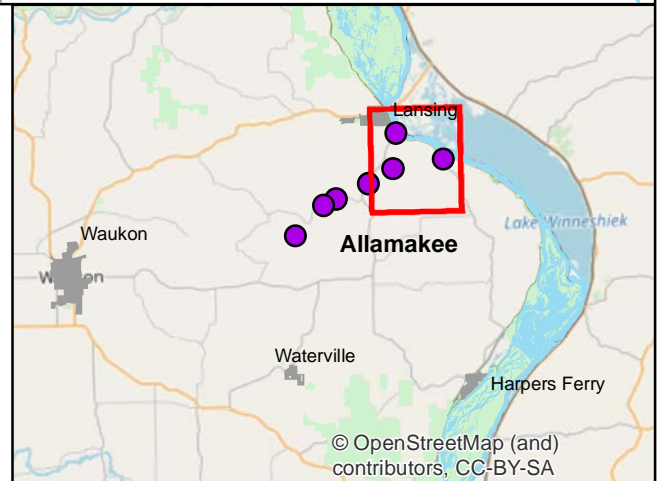 Lansing
Lake Winneshiek
Waukon
Allamakee
Waterville
Harpers Ferry
© OpenStreetMap (and)
contributors, CC-BY-SA